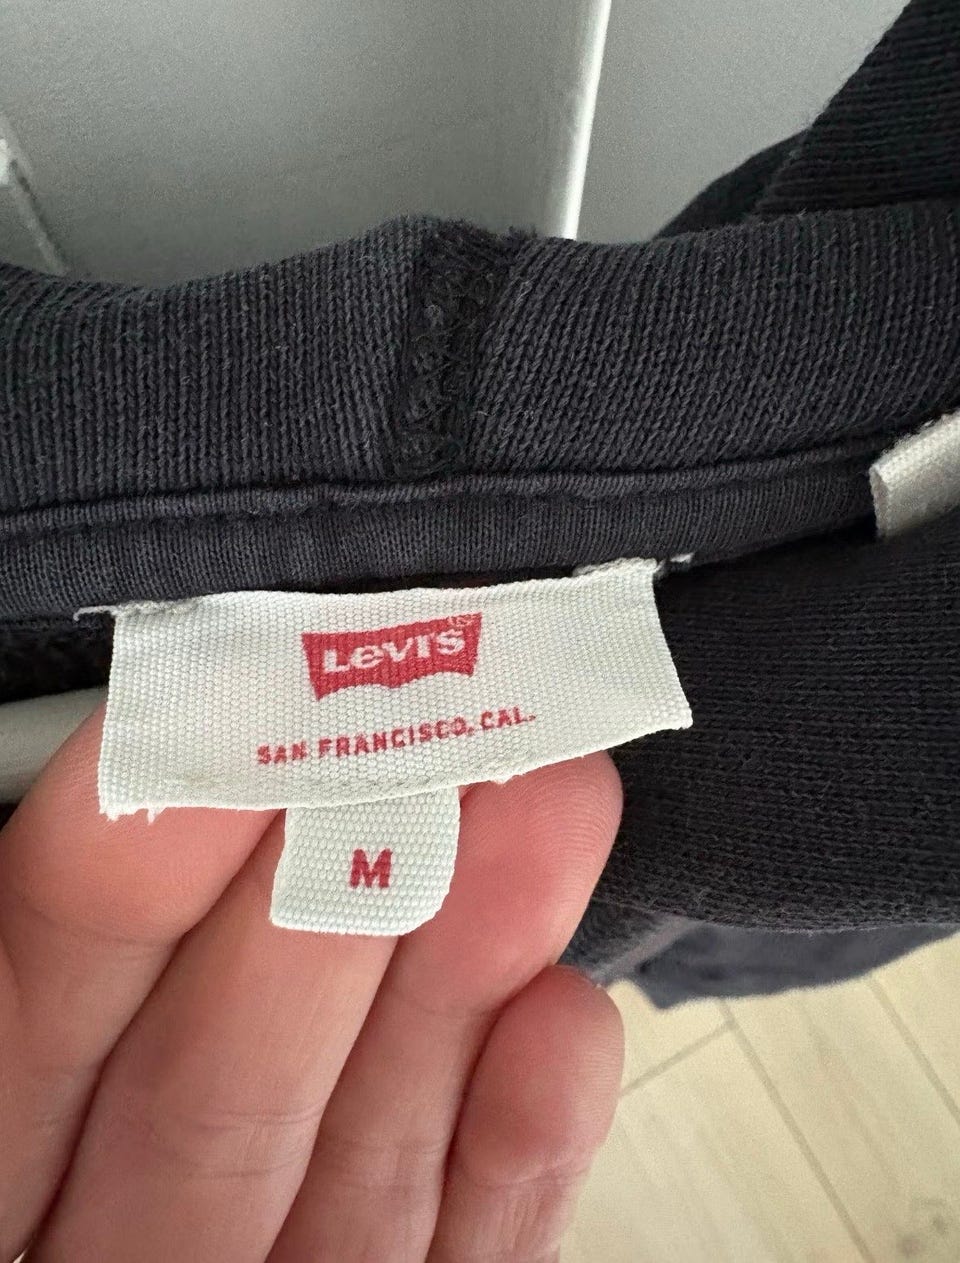 Levi's
SAN FRANCISCO, CAL.
M